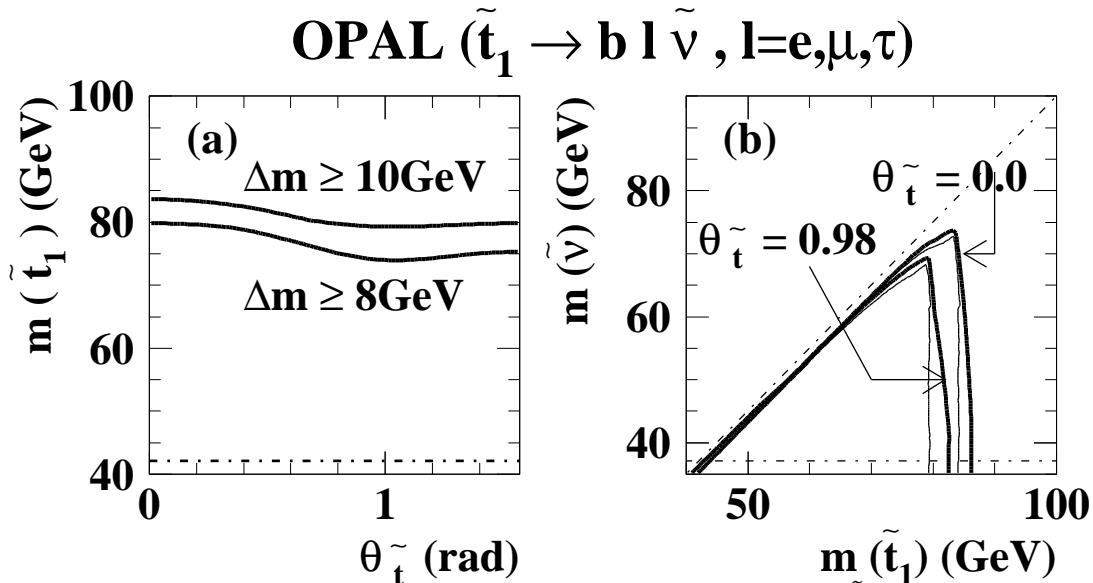 OPAL (t̃₁ → b l ν̃ , l=e,μ,τ)
m (t̃₁) (GeV)
100
80
60
40
(a)
Δm ≥ 10GeV
Δm ≥ 8GeV
0
1
θ t̃ (rad)
m (ν̃) (GeV)
80
60
40
(b)
θ t̃ = 0.0
θ t̃ = 0.98
50
100
m (t̃₁) (GeV)